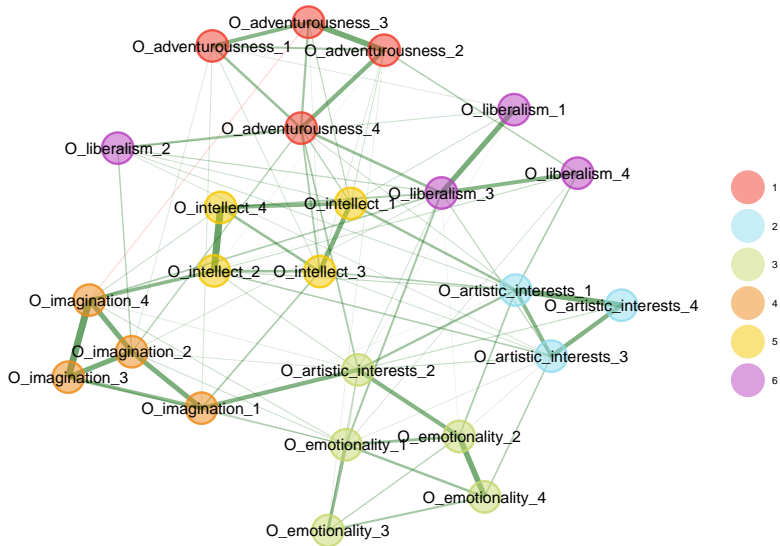 O_adventurousness_3
O_adventurousness_1
O_adventurousness_2
O_liberalism_1
O_adventurousness_4
O_liberalism_2
O_liberalism_4
O_liberalism_3
O_intellect_4
O_intellect_1
O_intellect_2
O_intellect_3
O_artistic_interests_1
O_imagination_4
O_artistic_interests_4
O_imagination_2
O_artistic_interests_3
O_artistic_interests_2
O_imagination_3
O_imagination_1
O_emotionality_1
O_emotionality_2
O_emotionality_4
O_emotionality_3
1
2
3
4
5
6